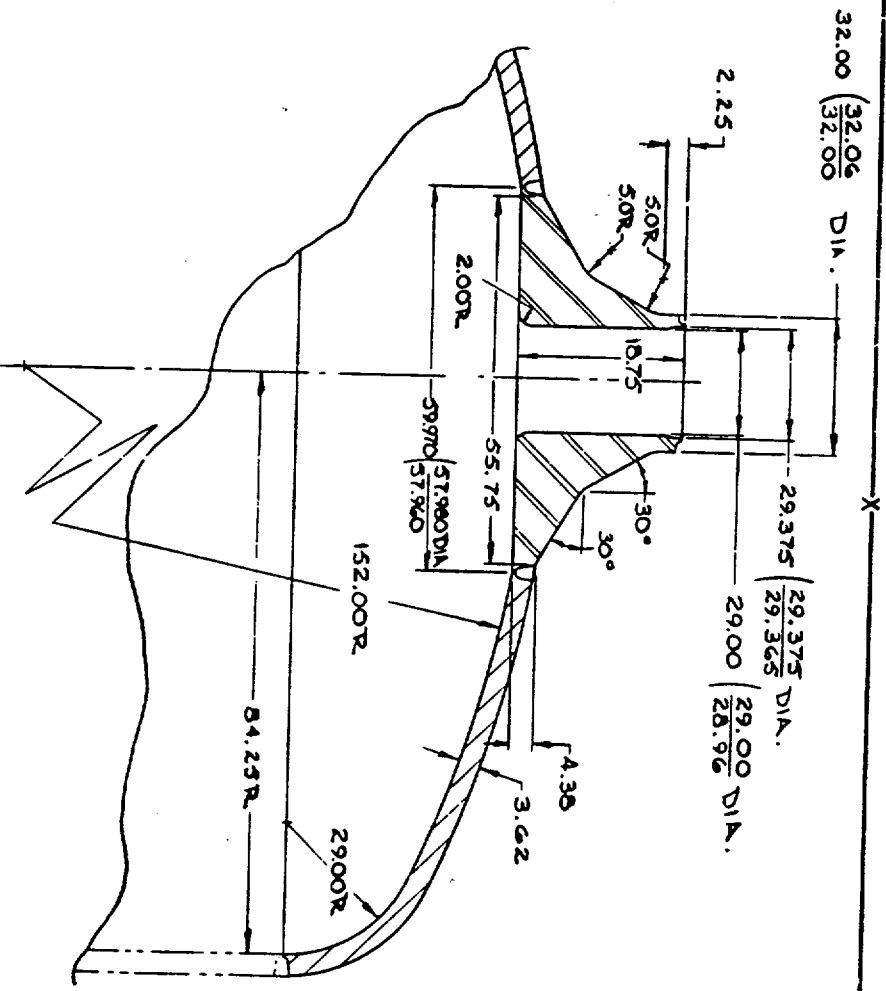 32.00 (32.06
32.00 DIA.
2.25
29.375 (29.375
29.365 DIA.
29.00 (29.00
28.96 DIA.
5.0R
5.0R
2.00R
18.75
30°
30°
55.75
59.970 (57.980 DIA
57.960
4.38
3.62
152.00R
84.25R
29.00R
X